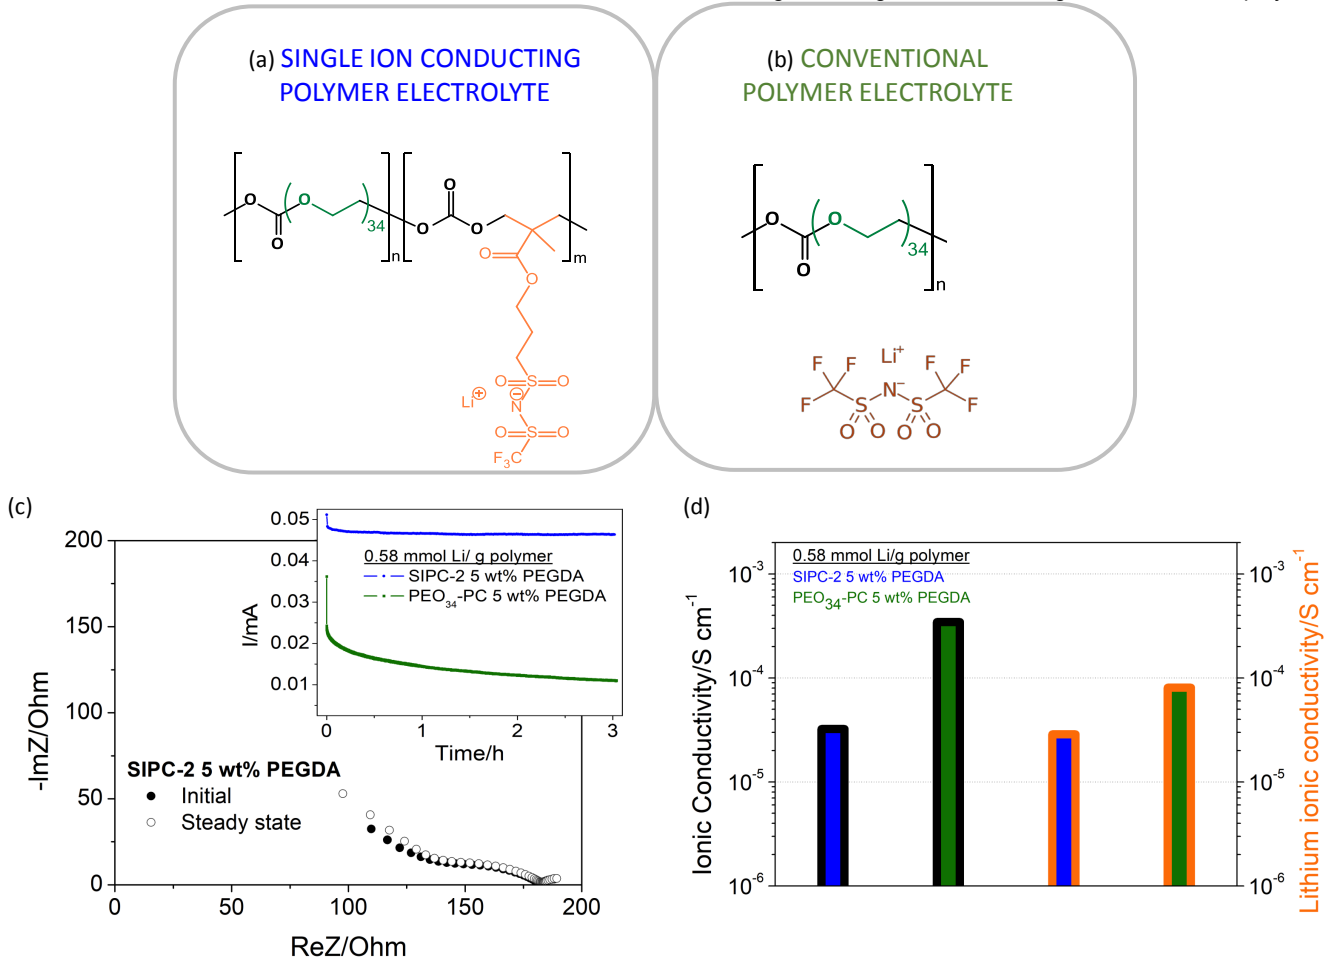 (a) SINGLE ION CONDUCTING
POLYMER ELECTROLYTE
(b) CONVENTIONAL
POLYMER ELECTROLYTE
O
O
O
34
n
O
O
O
m
O
O
O
S
O
Li⊕
⊖
N
O
S
O
F3C
O
O
O
34
n
Li+
F
F
F
F
F
F
S
N−
S
O
O
O
O
(c)
200
150
100
50
0
0
50
100
150
200
-ImZ/Ohm
ReZ/Ohm
SIPC-2 5 wt% PEGDA
Initial
Steady state
0.05
0.04
0.03
0.02
0.01
0
1
2
3
I/mA
Time/h
0.58 mmol Li/ g polymer
SIPC-2 5 wt% PEGDA
PEO34-PC 5 wt% PEGDA
(d)
0.58 mmol Li/g polymer
SIPC-2 5 wt% PEGDA
PEO34-PC 5 wt% PEGDA
10-3
10-4
10-5
10-6
Ionic Conductivity/S cm-1
10-3
10-4
10-5
10-6
Lithium ionic conductivity/S cm-1